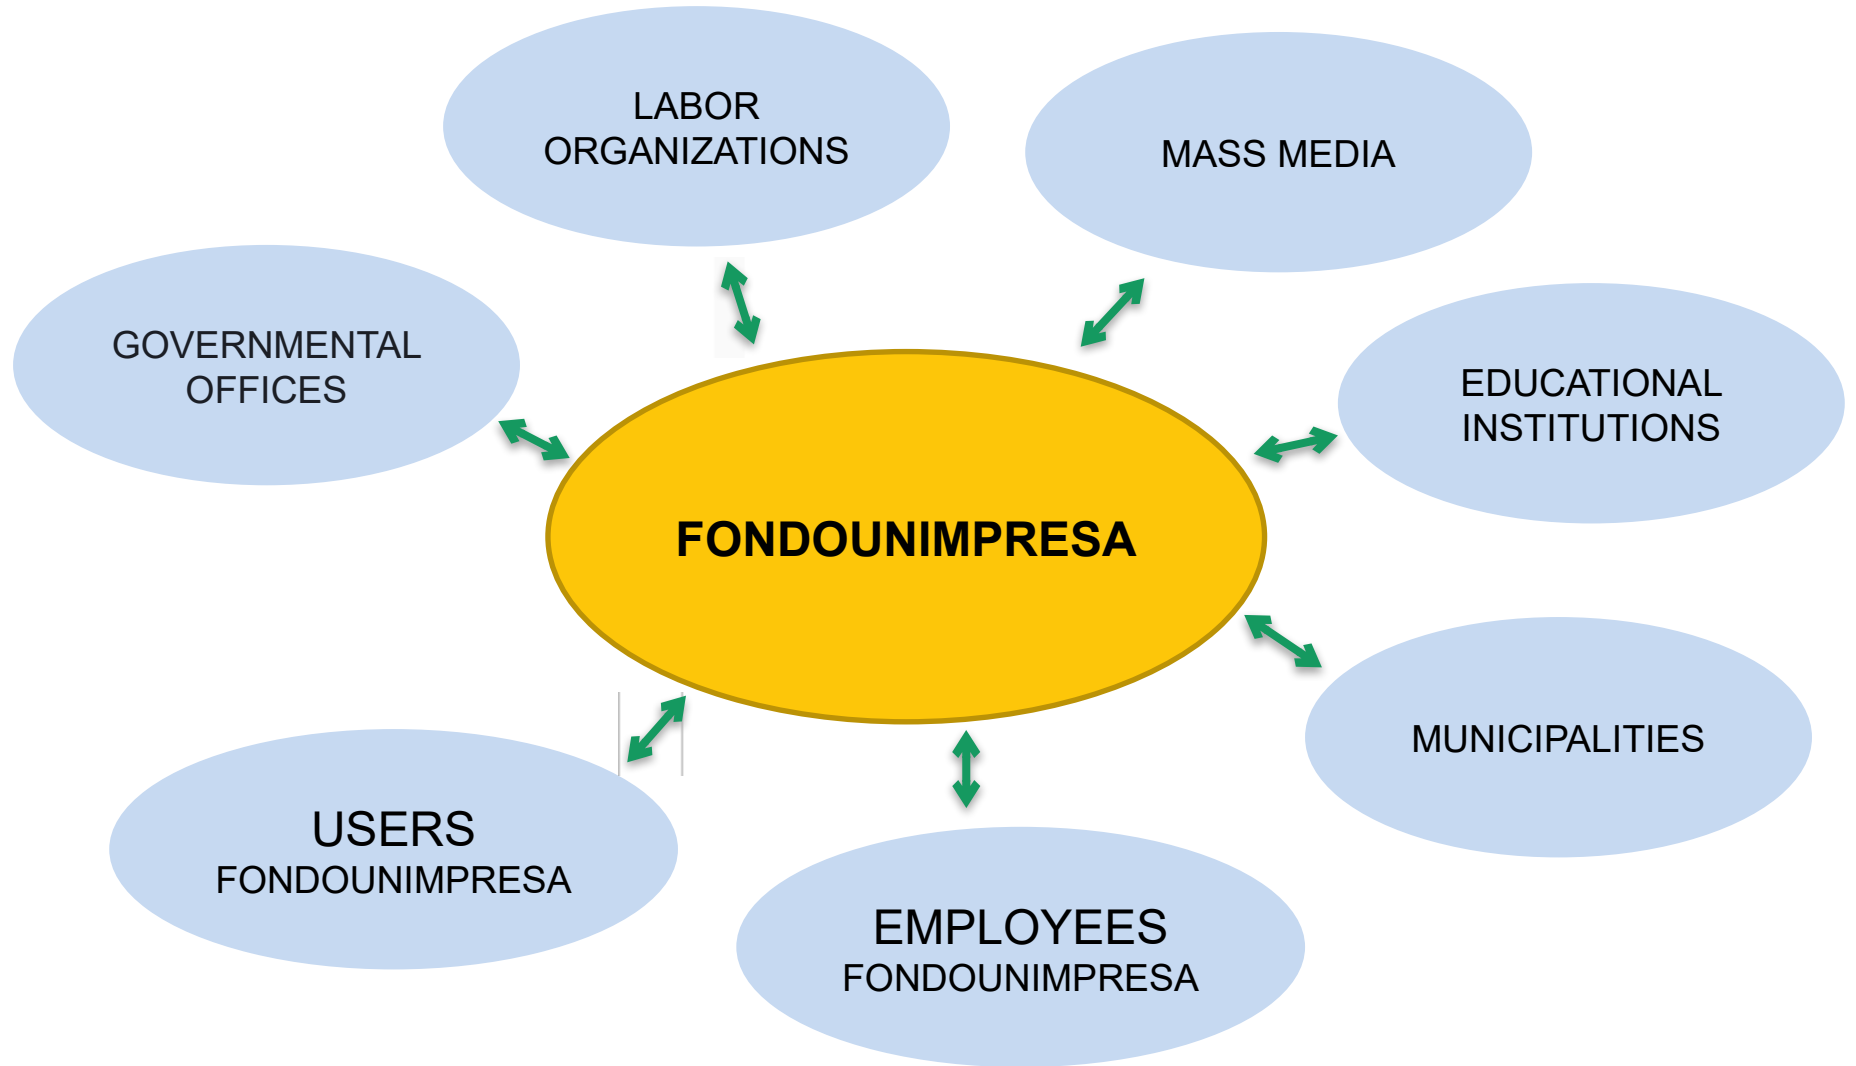 LABOR
ORGANIZATIONS
MASS MEDIA
GOVERNMENTAL
OFFICES
EDUCATIONAL
INSTITUTIONS
FONDOUNIMPRESA
MUNICIPALITIES
USERS
FONDOUNIMPRESA
EMPLOYEES
FONDOUNIMPRESA